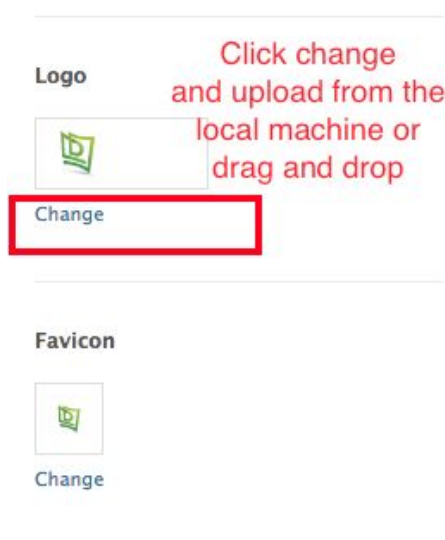 Click change
Logo
and upload from the
local machine or
drag and drop
Change
Favicon
Change